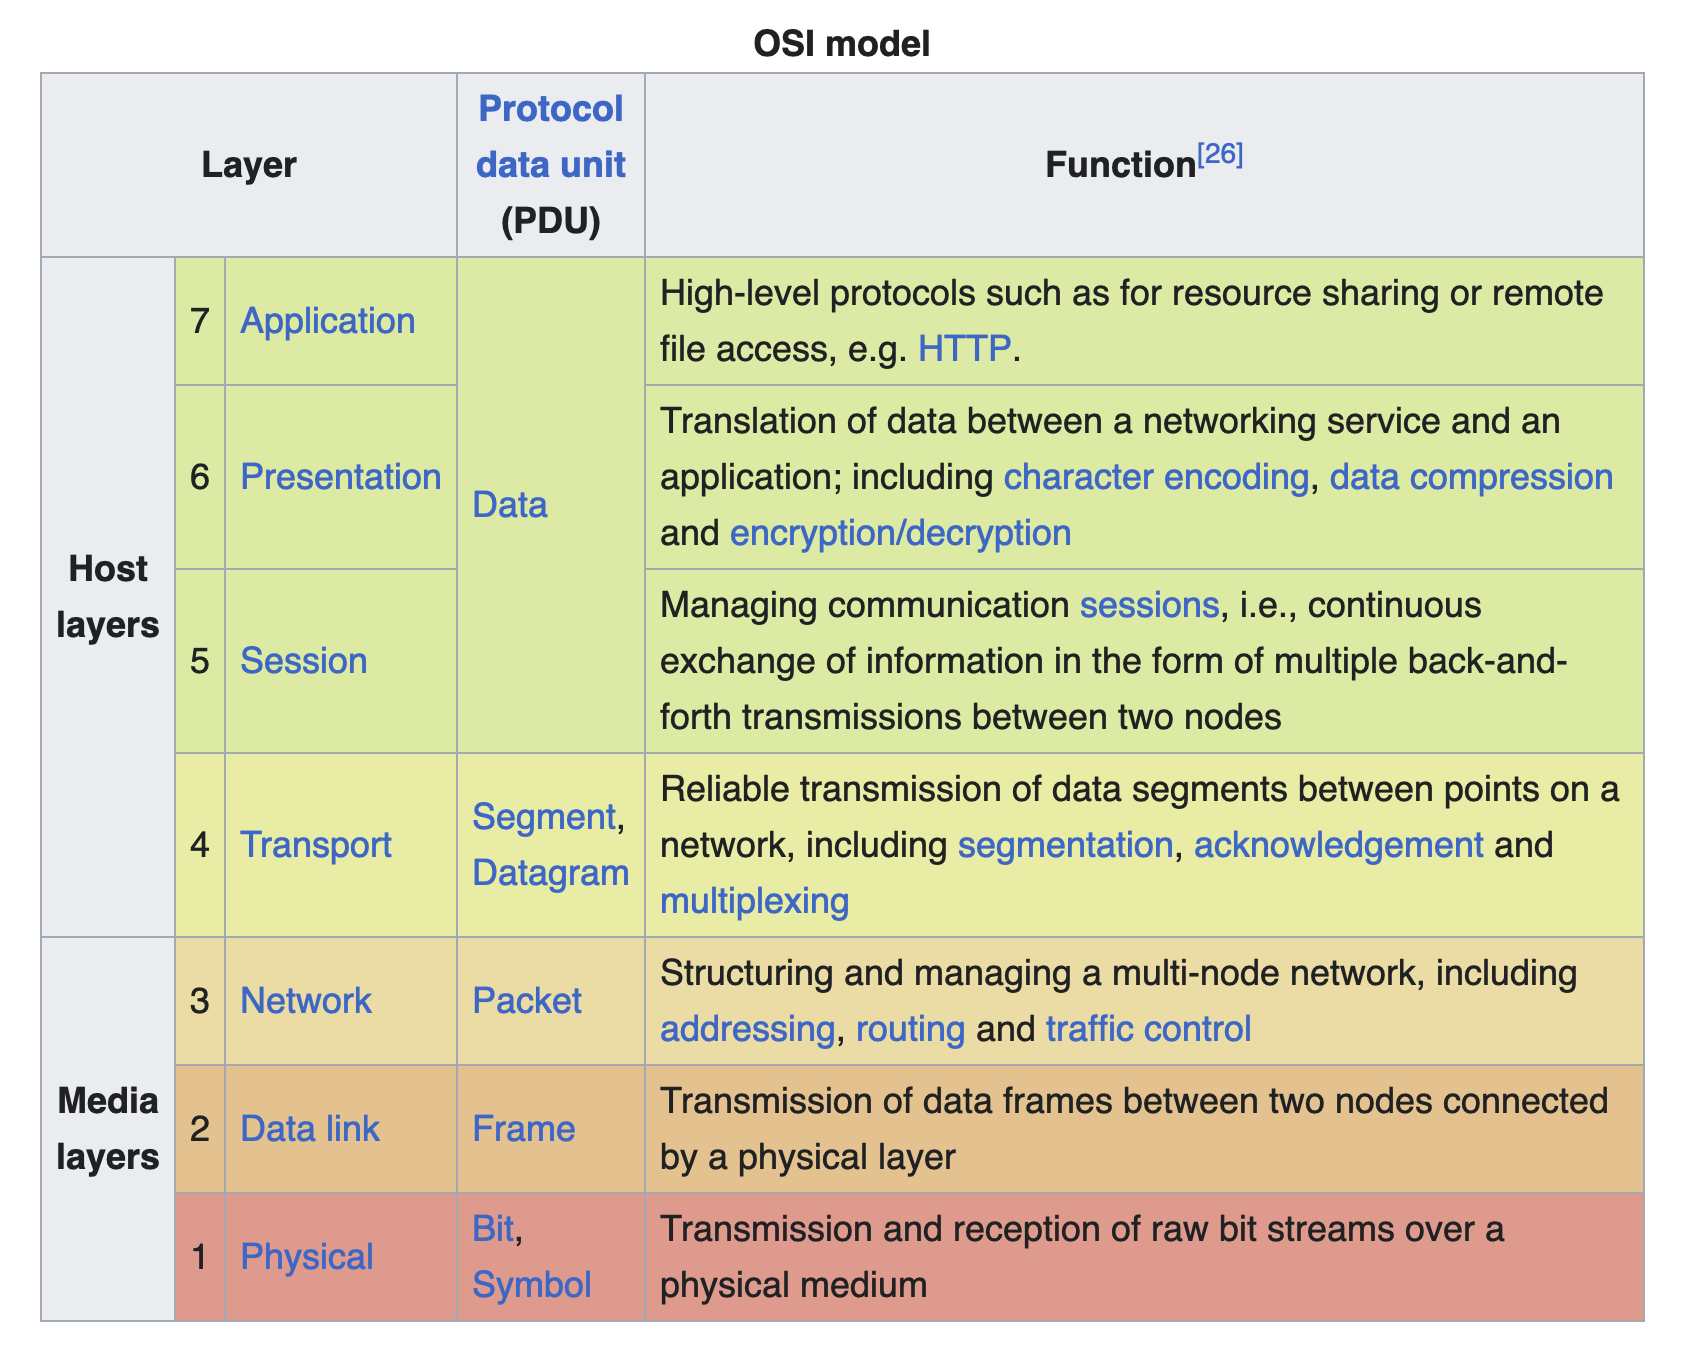 OSI model
Layer
Protocol
data unit
(PDU)
Function[26]
Host
layers
7
Application
Data
High-level protocols such as for resource sharing or remote
file access, e.g. HTTP.
6
Presentation
Translation of data between a networking service and an
application; including character encoding, data compression
and encryption/decryption
5
Session
Managing communication sessions, i.e., continuous
exchange of information in the form of multiple back-and-
forth transmissions between two nodes
4
Transport
Segment,
Datagram
Reliable transmission of data segments between points on a
network, including segmentation, acknowledgement and
multiplexing
Media
layers
3
Network
Packet
Structuring and managing a multi-node network, including
addressing, routing and traffic control
2
Data link
Frame
Transmission of data frames between two nodes connected
by a physical layer
1
Physical
Bit,
Symbol
Transmission and reception of raw bit streams over a
physical medium